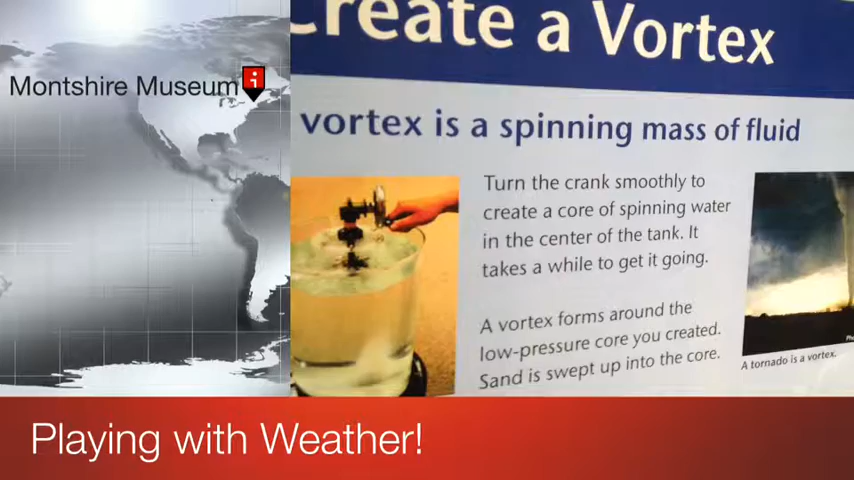 Montshire Museum
Create a Vortex
vortex is a spinning mass of fluid
Turn the crank smoothly to
create a core of spinning water
in the center of the tank. It
takes a while to get it going.
A vortex forms around the
low-pressure core you created.
Sand is swept up into the core.
A tornado is a vortex.
Playing with Weather!